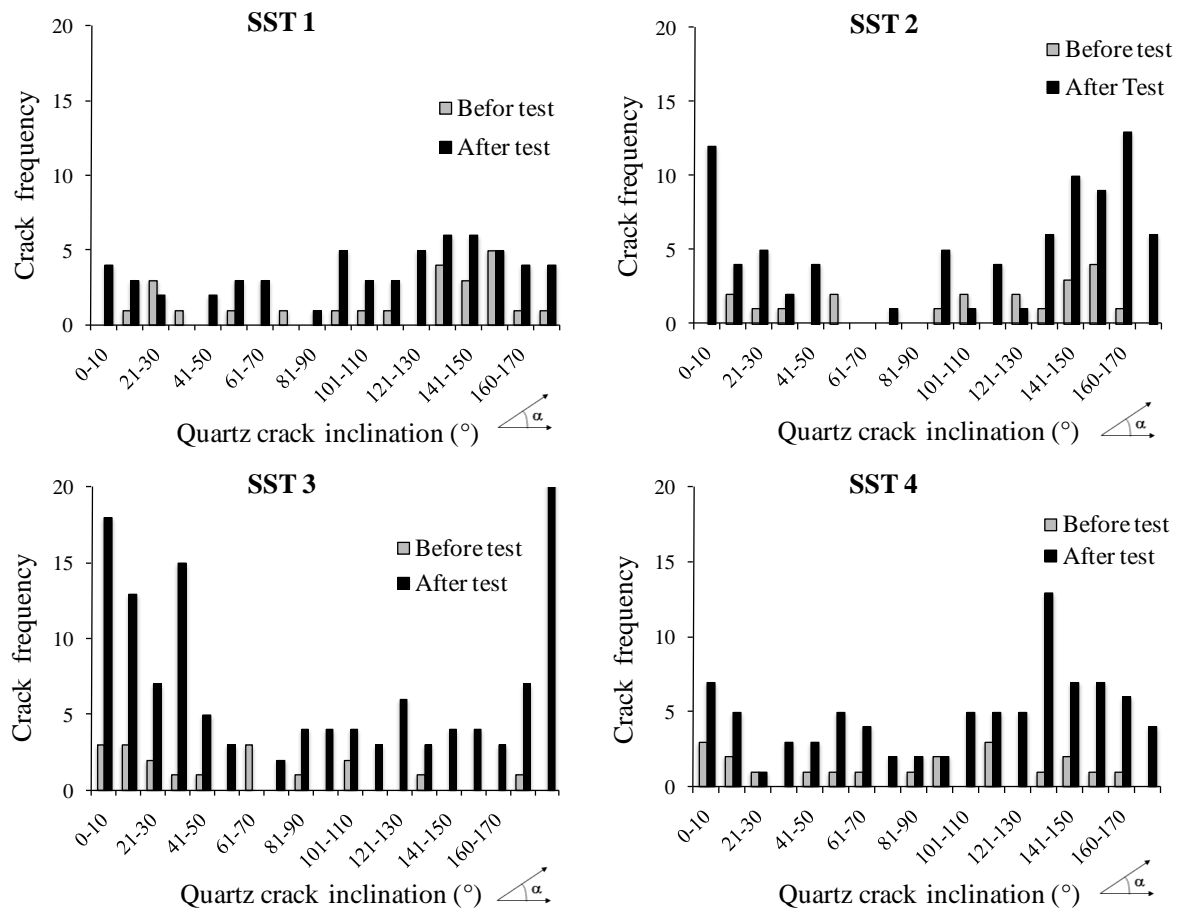 SST 1
20
15
10
5
0
Crack frequency
Befor test
After test
0-10
21-30
41-50
61-70
81-90
101-110
121-130
141-150
160-170
Quartz crack inclination (°)
α
SST 2
20
15
10
5
0
Crack frequency
Before test
After Test
0-10
21-30
41-50
61-70
81-90
101-110
121-130
141-150
160-170
Quartz crack inclination (°)
α
SST 3
20
15
10
5
0
Crack frequency
Before test
After test
0-10
21-30
41-50
61-70
81-90
101-110
121-130
141-150
160-170
Quartz crack inclination (°)
α
SST 4
20
15
10
5
0
Crack frequency
Before test
After test
0-10
21-30
41-50
61-70
81-90
101-110
121-130
141-150
160-170
Quartz crack inclination (°)
α